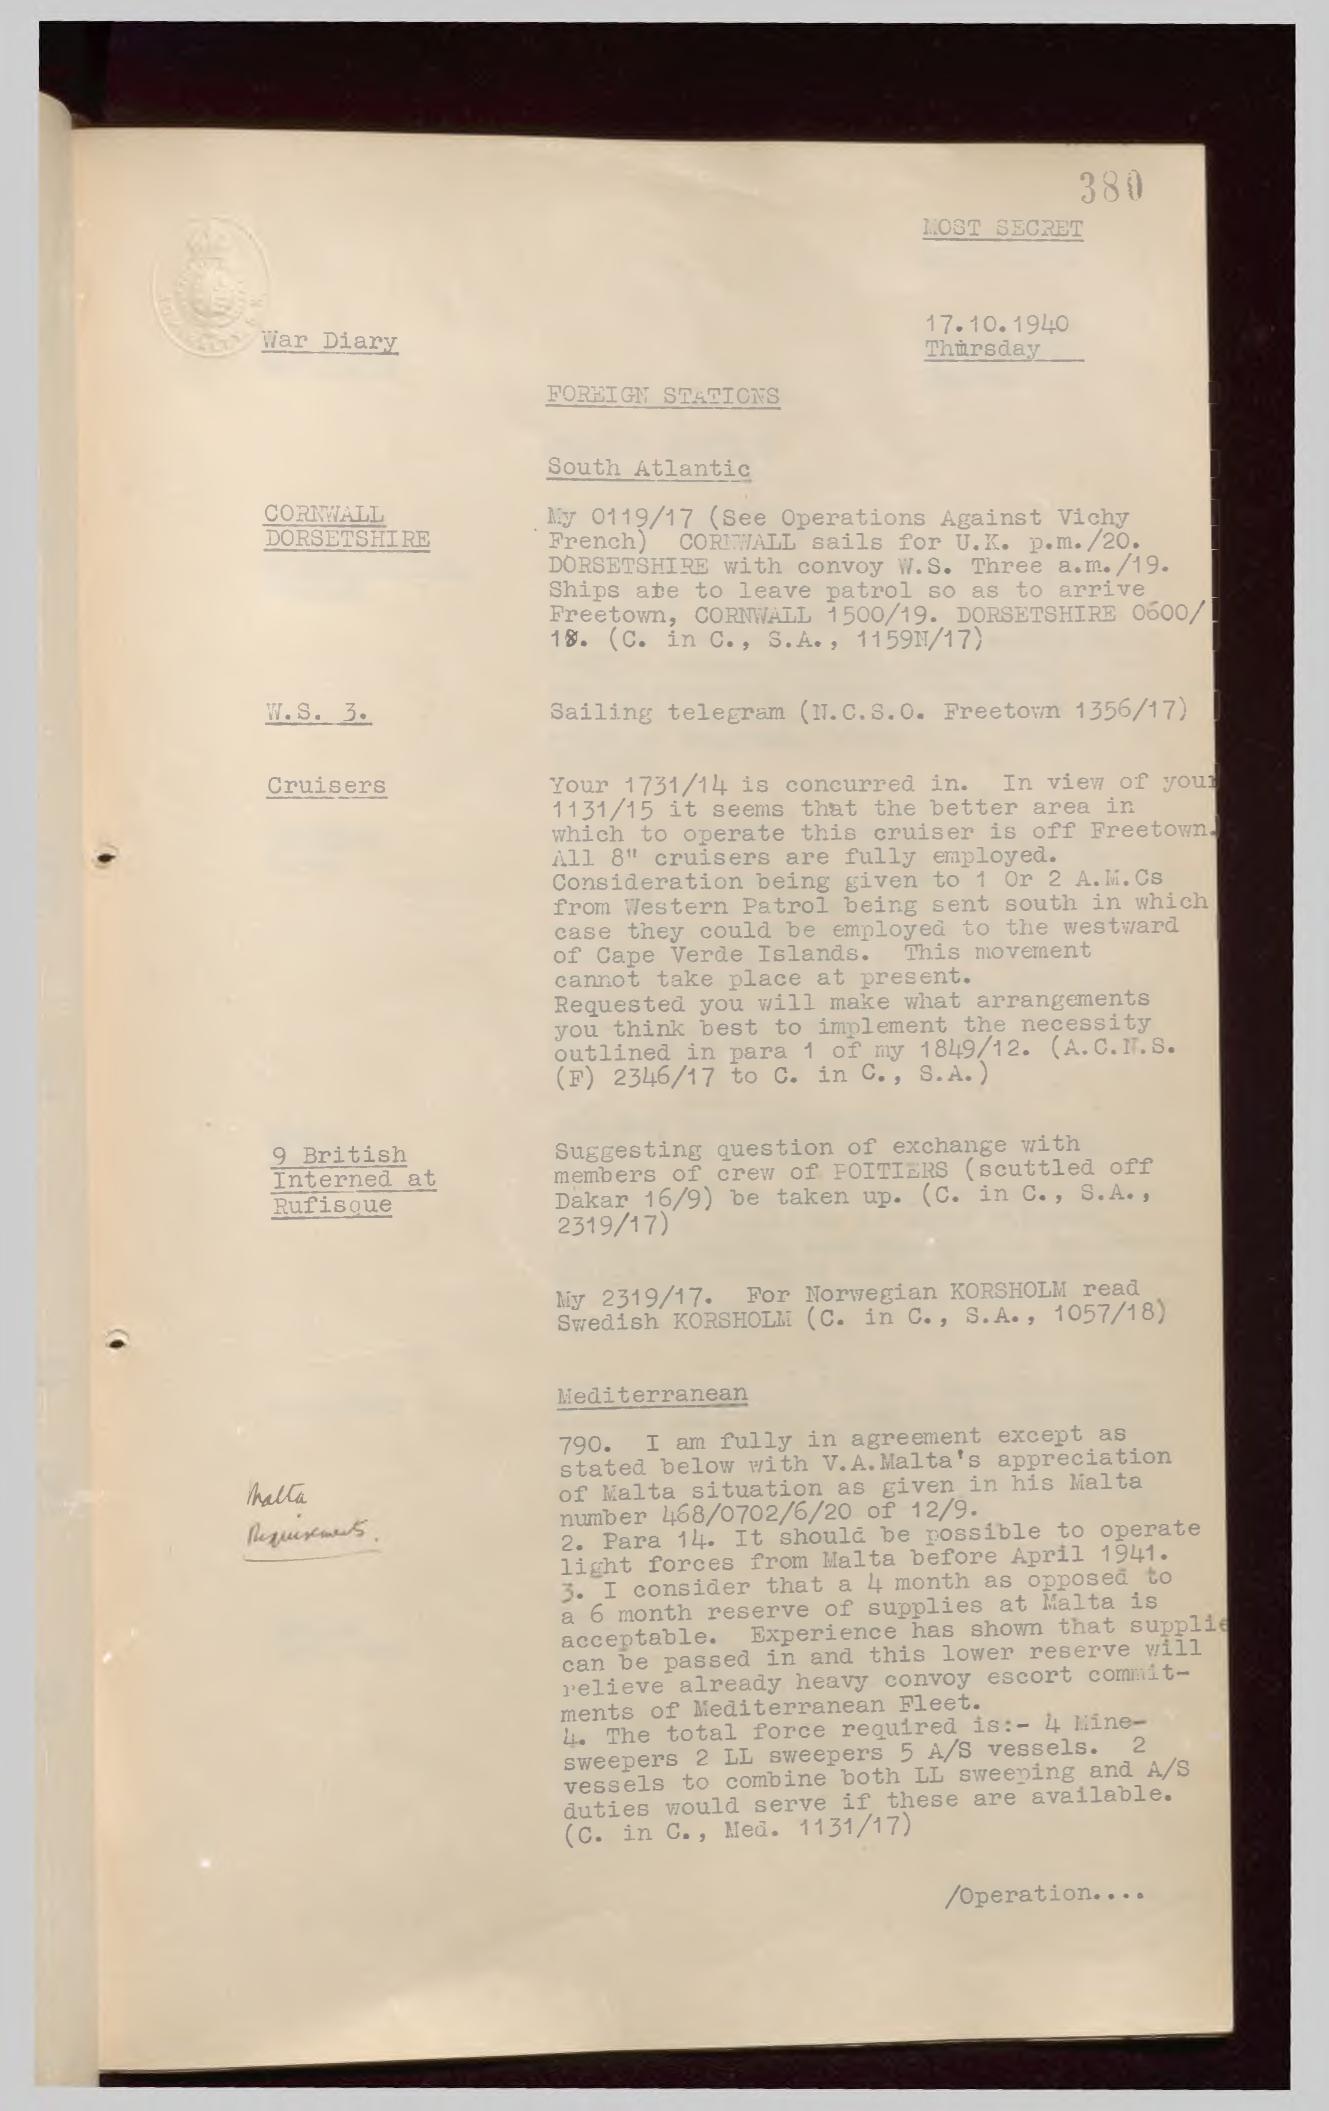 380
MOST SECRET
War Diary
17.10.1940
Thursday
FOREIGN STATIONS
South Atlantic
CORNWALL
DORSETSHIRE
My 0119/17 (See Operations Against Vichy
French) CORNWALL sails for U.K. p.m./20.
DORSETSHIRE with convoy W.S. Three a.m./19.
Ships are to leave patrol so as to arrive
Freetown, CORNWALL 1500/19. DORSETSHIRE 0600/
18. (C. in C., S.A., 1159N/17)
W.S. 3.
Sailing telegram (N.C.S.O. Freetown 1356/17)
Cruisers
Your 1731/14 is concurred in. In view of your
1131/15 it seems that the better area in
which to operate this cruiser is off Freetown.
All 8" cruisers are fully employed.
Consideration being given to 1 Or 2 A.M.Cs
from Western Patrol being sent south in which
case they could be employed to the westward
of Cape Verde Islands. This movement
cannot take place at present.
Requested you will make what arrangements
you think best to implement the necessity
outlined in para 1 of my 1849/12. (A.C.N.S.
(F) 2346/17 to C. in C., S.A.)
9 British
Interned at
Rufisque
Suggesting question of exchange with
members of crew of POITIERS (scuttled off
Dakar 16/9) be taken up. (C. in C., S.A.,
2319/17)
My 2319/17. For Norwegian KORSHOLM read
Swedish KORSHOLM (C. in C., S.A., 1057/18)
Mediterranean
Malta
Requirements.
790. I am fully in agreement except as
stated below with V.A.Malta's appreciation
of Malta situation as given in his Malta
number 468/0702/6/20 of 12/9.
2. Para 14. It should be possible to operate
light forces from Malta before April 1941.
3. I consider that a 4 month as opposed to
a 6 month reserve of supplies at Malta is
acceptable. Experience has shown that supplie
can be passed in and this lower reserve will
relieve already heavy convoy escort commit-
ments of Mediterranean Fleet.
4. The total force required is:- 4 Mine-
sweepers 2 LL sweepers 5 A/S vessels. 2
vessels to combine both LL sweeping and A/S
duties would serve if these are available.
(C. in C., Med. 1131/17)
/Operation....